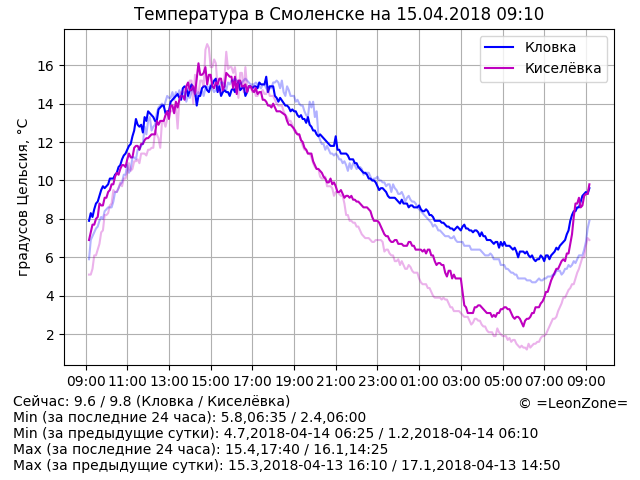 Температура в Смоленске на 15.04.2018 09:10
Кловка
Киселёвка
градусов Цельсия, °C
16
14
12
10
8
6
4
2
09:00 11:00 13:00 15:00 17:00 19:00 21:00 23:00 01:00 03:00 05:00 07:00 09:00
Сейчас: 9.6 / 9.8 (Кловка / Киселёвка)
© =LeonZone=
Min (за последние 24 часа): 5.8,06:35 / 2.4,06:00
Min (за предыдущие сутки): 4.7,2018-04-14 06:25 / 1.2,2018-04-14 06:10
Max (за последние 24 часа): 15.4,17:40 / 16.1,14:25
Max (за предыдущие сутки): 15.3,2018-04-13 16:10 / 17.1,2018-04-13 14:50